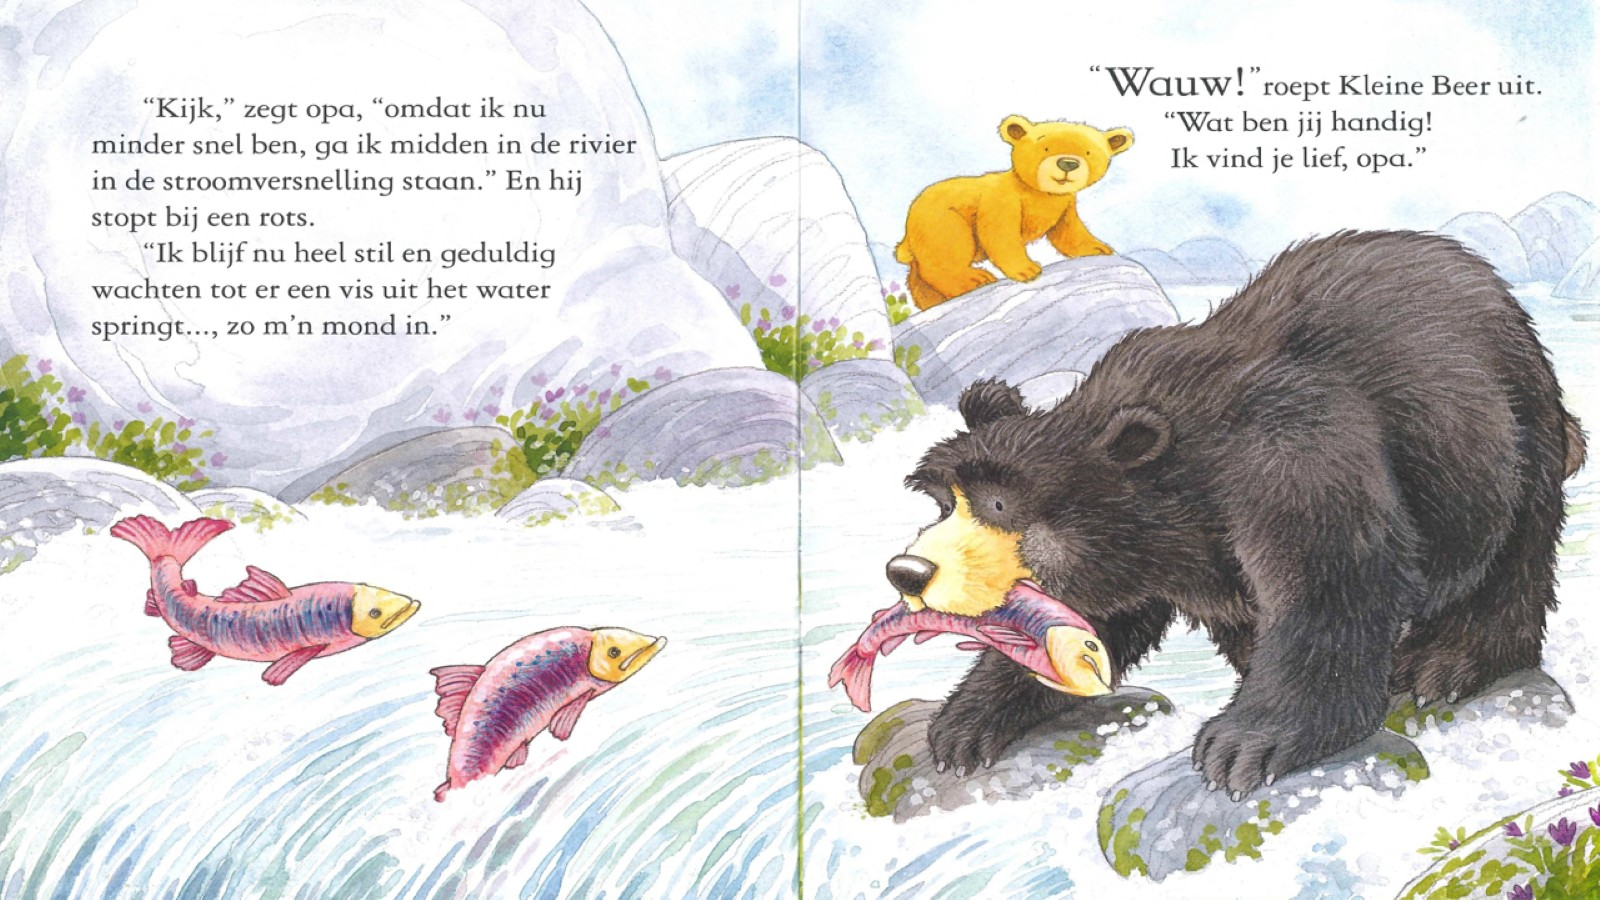 “Kijk,” zegt opa, “omdat ik nu
minder snel ben, ga ik midden in de rivier
in de stroomversnelling staan.” En hij
stopt bij een rots.
“Ik blijf nu heel stil en geduldig
wachten tot er een vis uit het water
springt..., zo m’n mond in.”
“Wauw!” roept Kleine Beer uit.
“Wat ben jij handig!
Ik vind je lief, opa.”